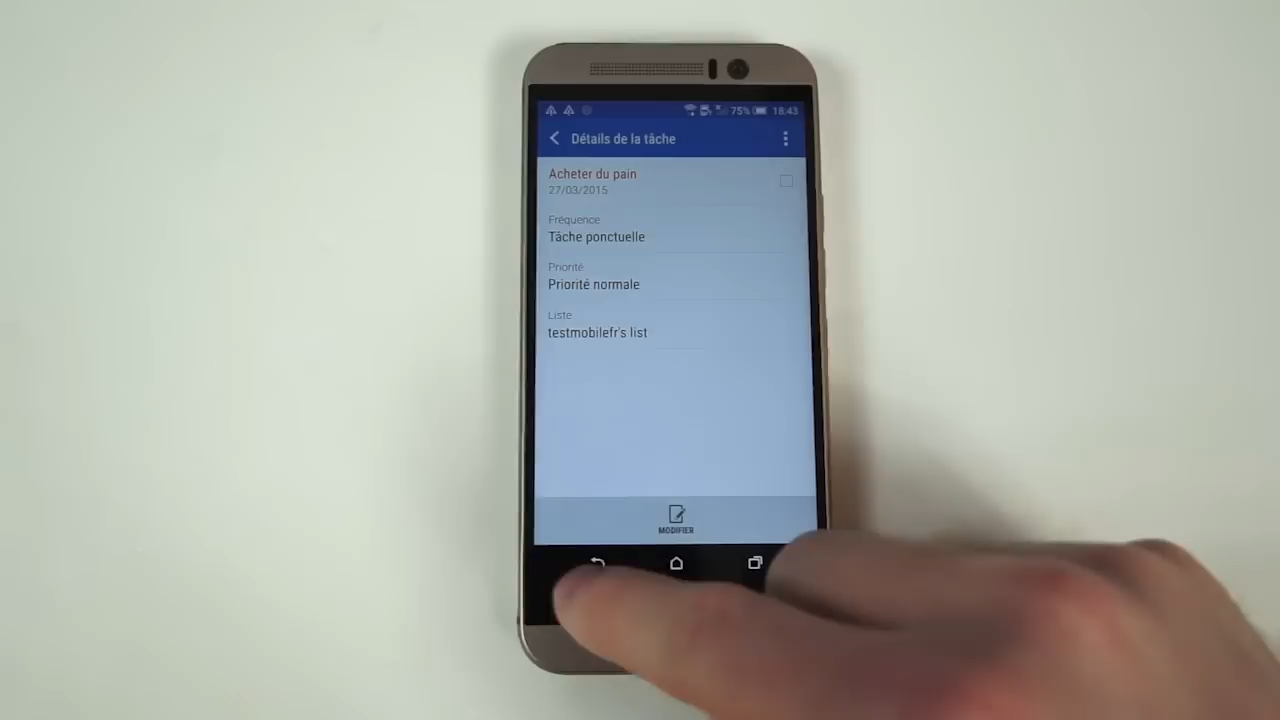 75% 18:43
Détails de la tâche
Acheter du pain
27/03/2015
Fréquence
Tâche ponctuelle
Priorité
Priorité normale
Liste
testmobilefr's list
MODIFIER